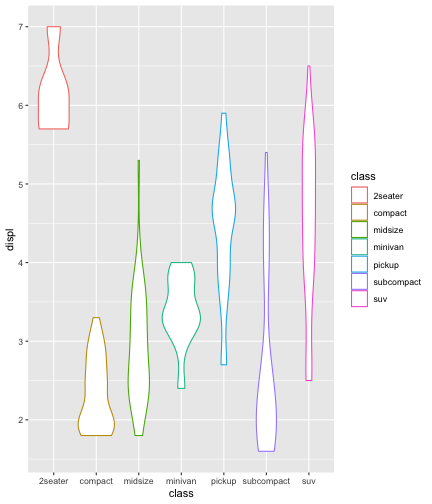 7
6
5
4
3
2
displ
2seater compact midsize minivan pickup subcompact suv
class
class
2seater
compact
midsize
minivan
pickup
subcompact
suv